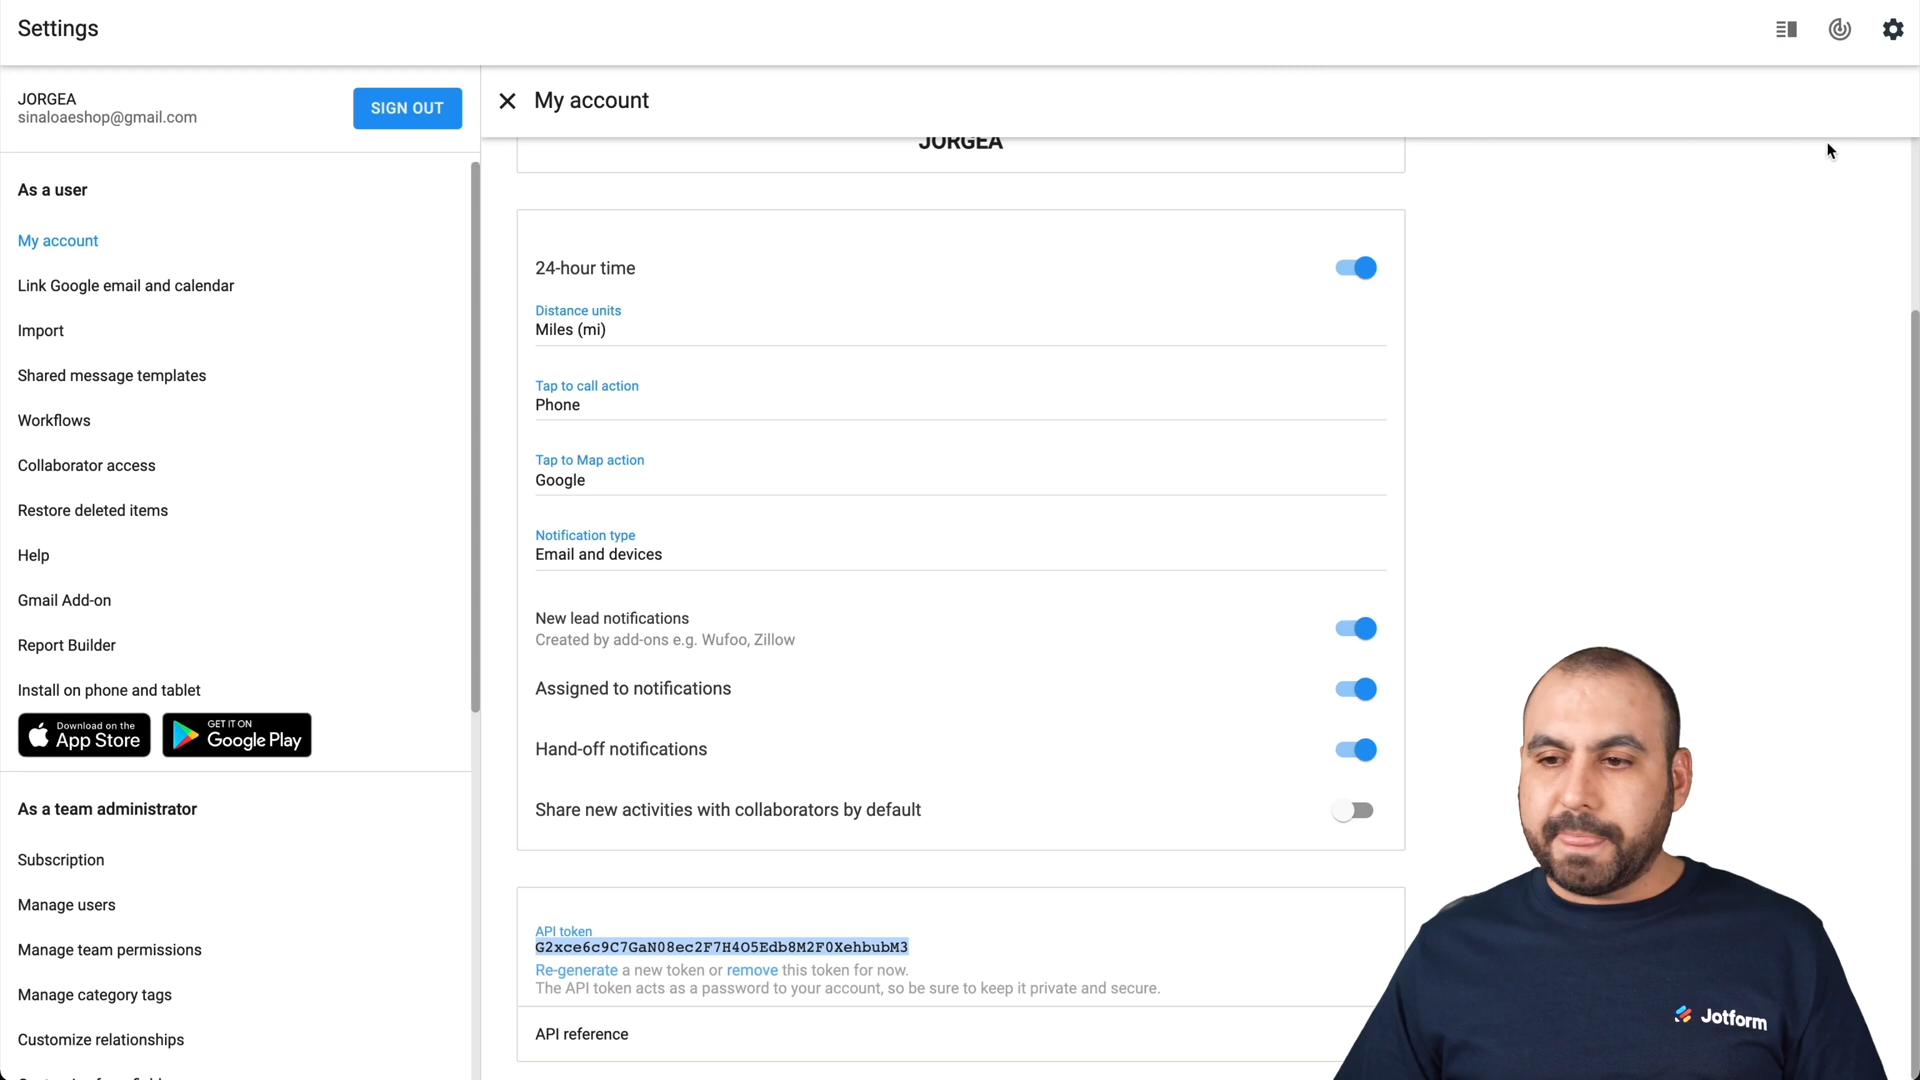 Settings
JORGEA
sinaloaeshop@gmail.com
SIGN OUT
My account
JORGEA
As a user
My account
Link Google email and calendar
Import
Shared message templates
Workflows
Collaborator access
Restore deleted items
Help
Gmail Add-on
Report Builder
Install on phone and tablet
Download on the
App Store
GET IT ON
Google Play
As a team administrator
Subscription
Manage users
Manage team permissions
Manage category tags
Customize relationships
24-hour time
Distance units
Miles (mi)
Tap to call action
Phone
Tap to Map action
Google
Notification type
Email and devices
New lead notifications
Created by add-ons e.g. Wufoo, Zillow
Assigned to notifications
Hand-off notifications
Share new activities with collaborators by default
API token
G2xce6c9C7GaN08ec2F7H4O5Edb8M2F0XehbubM3
Re-generate a new token or remove this token for now.
The API token acts as a password to your account, so be sure to keep it private and secure.
API reference
Jotform